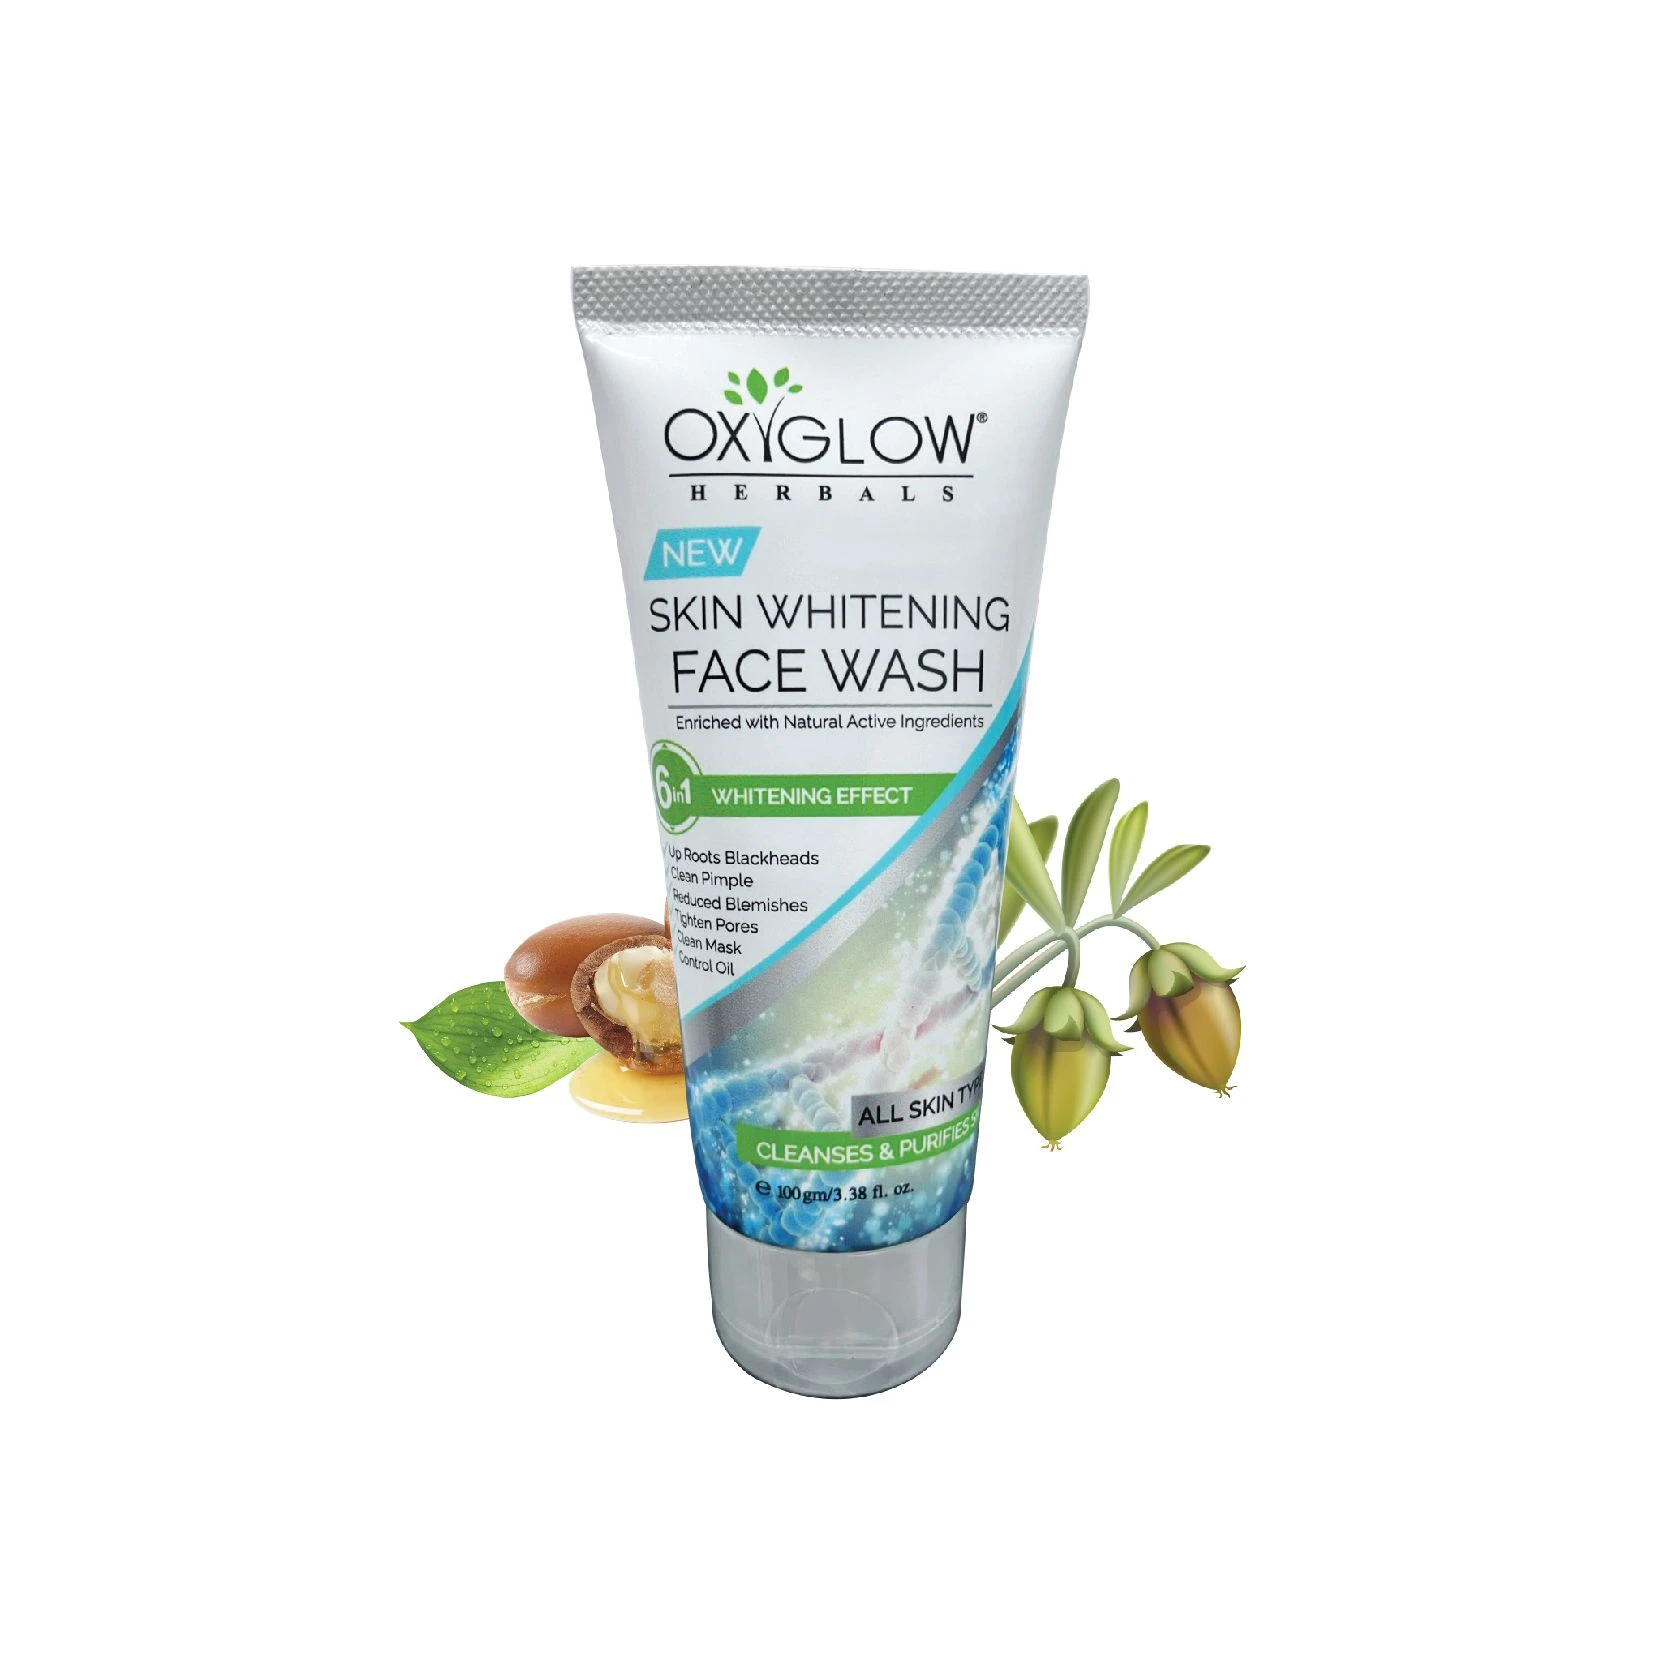 OXYGLOW®
HERBALS
NEW
SKIN WHITENING
FACE WASH
Enriched with Natural Active Ingredients
6in1 WHITENING EFFECT
Up Roots Blackheads
Clean Pimple
Reduced Blemishes
Tighten Pores
Clean Mask
Control Oil
ALL SKIN TYP
CLEANSES & PURIFIES
℮ 100gm/3.38 fl. oz.